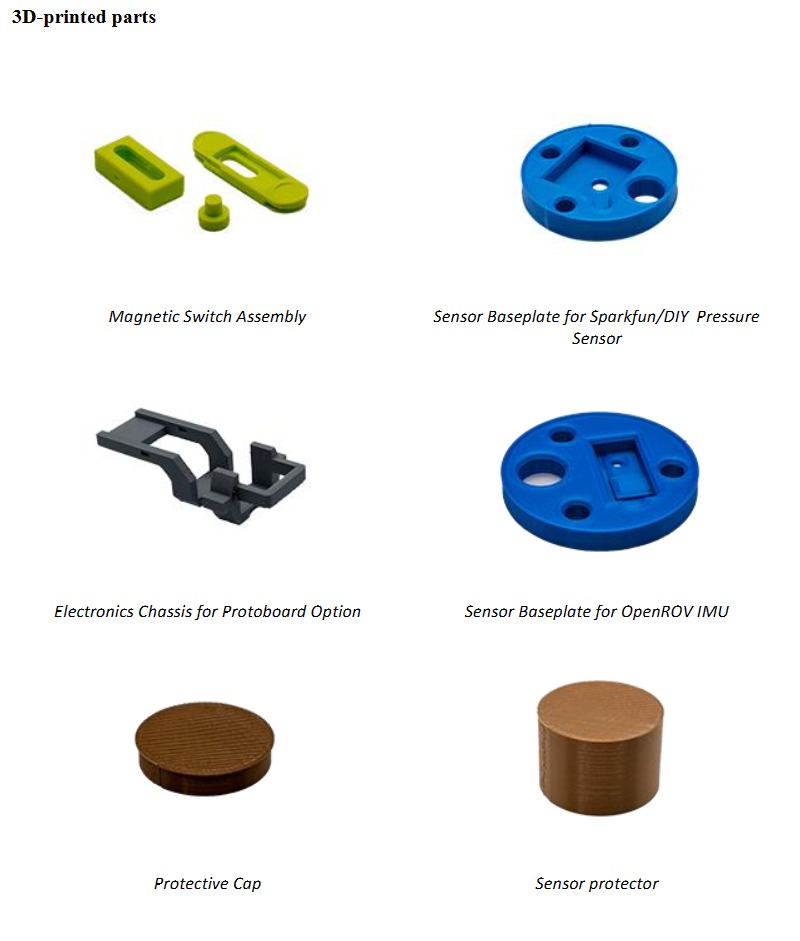 3D-printed parts
Magnetic Switch Assembly
Sensor Baseplate for Sparkfun/DIY  Pressure
Sensor
Electronics Chassis for Protoboard Option
Sensor Baseplate for OpenROV IMU
Protective Cap
Sensor protector